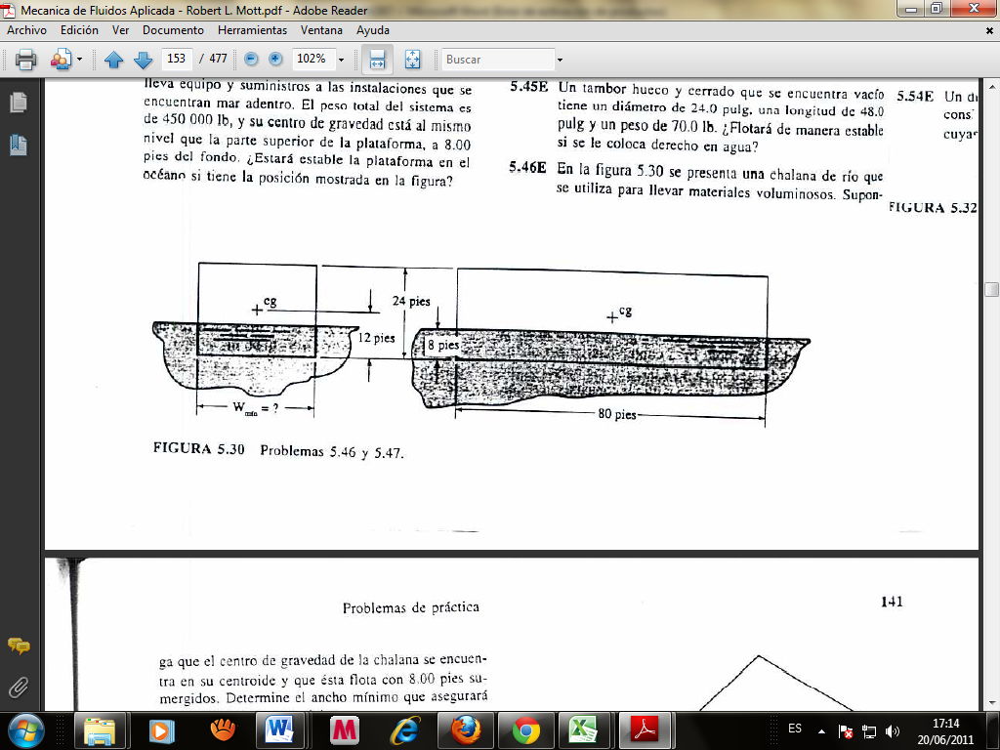 Mecanica de Fluidos Aplicada - Robert L. Mott.pdf - Adobe Reader
Archivo Edición Ver Documento Herramientas Ventana Ayuda
153 / 477 102% Buscar
lleva equipo y suministros a las instalaciones que se
encuentran mar adentro. El peso total del sistema es
de 450 000 lb, y su centro de gravedad está al mismo
nivel que la parte superior de la plataforma, a 8.00
pies del fondo. ¿Estará estable la plataforma en el
océano si tiene la posición mostrada en la figura?
5.45E Un tambor hueco y cerrado que se encuentra vacío
tiene un diámetro de 24.0 pulg, una longitud de 48.0
pulg y un peso de 70.0 lb. ¿Flotará de manera estable
si se le coloca derecho en agua?
5.46E En la figura 5.30 se presenta una chalana de río que
se utiliza para llevar materiales voluminosos. Supon-
5.54E Un
cons
cuya
FIGURA 5.32
cg
24 pies
12 pies
W mín = ?
cg
8 pies
80 pies
FIGURA 5.30 Problemas 5.46 y 5.47.
Problemas de práctica
141
ga que el centro de gravedad de la chalana se encuen-
tra en su centroide y que ésta flota con 8.00 pies su-
mergidos. Determine el ancho mínimo que asegurará
ES
17:14
20/06/2011